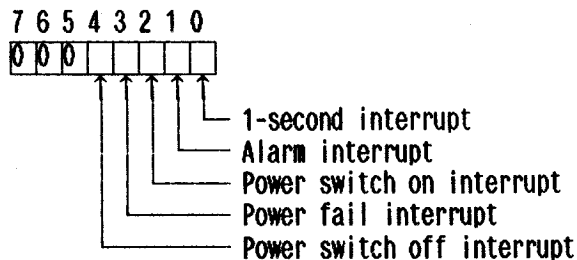 7 6 5 4 3 2 1 0
0 0 0
1-second interrupt
Alarm interrupt
Power switch on interrupt
Power fail interrupt
Power switch off interrupt